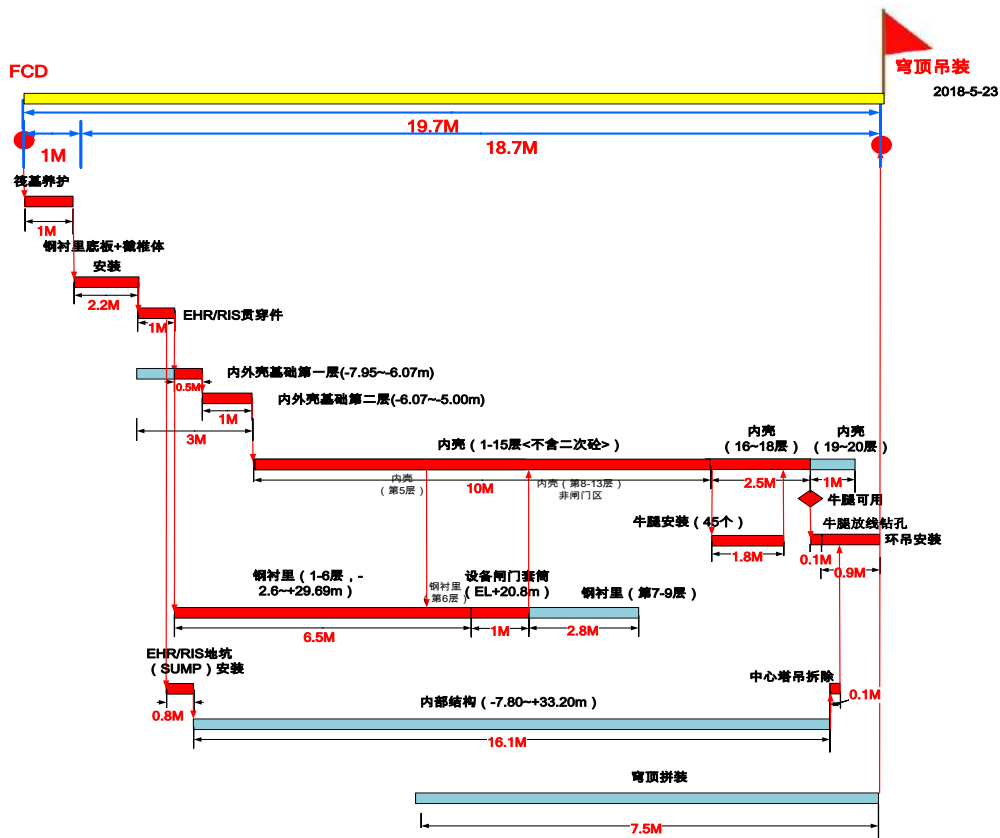 FCD
穹顶吊装
2018-5-23
19.7M
1M
18.7M
筏基养护
1M
钢衬里底板+截椎体
安装
2.2M
EHR/RIS贯穿件
1M
内外壳基础第一层(-7.95~-6.07m)
0.5M
内外壳基础第二层(-6.07~-5.00m)
1M
3M
内壳（1-15层<不含二次砼>）
内壳
（16~18层）
内壳
（19~20层）
内壳
（第5层）
10M
内壳（第8-13层）
非闸门区
2.5M
1M
牛腿可用
牛腿安装（45个）
牛腿放线钻孔
环吊安装
1.8M
0.1M
0.9M
钢衬里（1-6层，-
2.6~+29.69m）
钢衬里
（第6层）
设备闸门套筒
（EL+20.8m）
钢衬里（第7-9层）
6.5M
1M
2.8M
EHR/RIS地坑
（SUMP）安装
中心塔吊拆除
0.8M
0.1M
内部结构（-7.80~+33.20m）
16.1M
穹顶拼装
7.5M